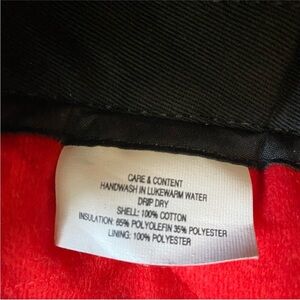 CARE & CONTENT
HANDWASH IN LUKEWARM WATER
DRIP DRY
SHELL: 100% COTTON
INSULATION: 65% POLYOLEFIN 35% POLYESTER
LINING: 100% POLYESTER